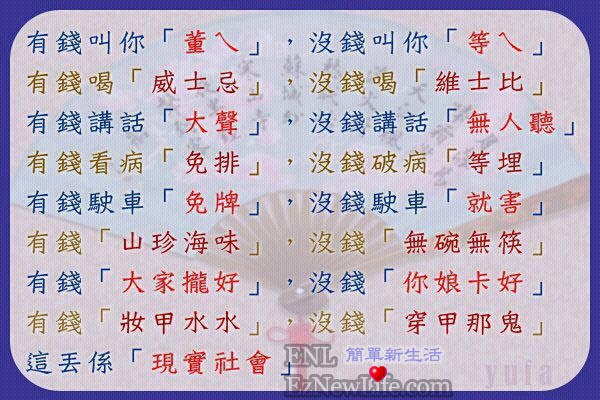 有錢叫你「董ㄟ」，沒錢叫你「等ㄟ」
有錢喝「威士忌」，沒錢喝「維士比」
有錢講話「大聲」，沒錢講話「無人聽」
有錢看病「免排」，沒錢破病「等埋」
有錢駛車「免牌」，沒錢駛車「就害」
有錢「山珍海味」，沒錢「無碗無筷」
有錢「大家攏好」，沒錢「你娘卡好」
有錢「妝甲水水」，沒錢「穿甲那鬼」
這丟係「現實社會」
ENL 簡單新生活
EzNewLife.com
yufa